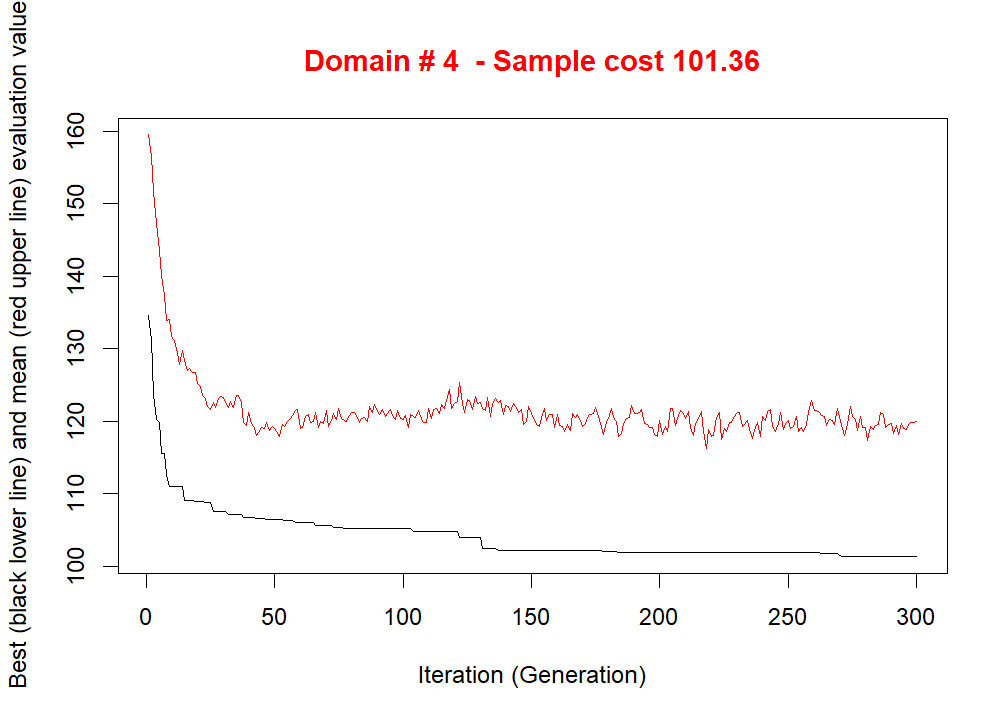 Domain # 4  - Sample cost 101.36
Best (black lower line) and mean (red upper line) evaluation value
160
150
140
130
120
110
100
0 50 100 150 200 250 300
Iteration (Generation)